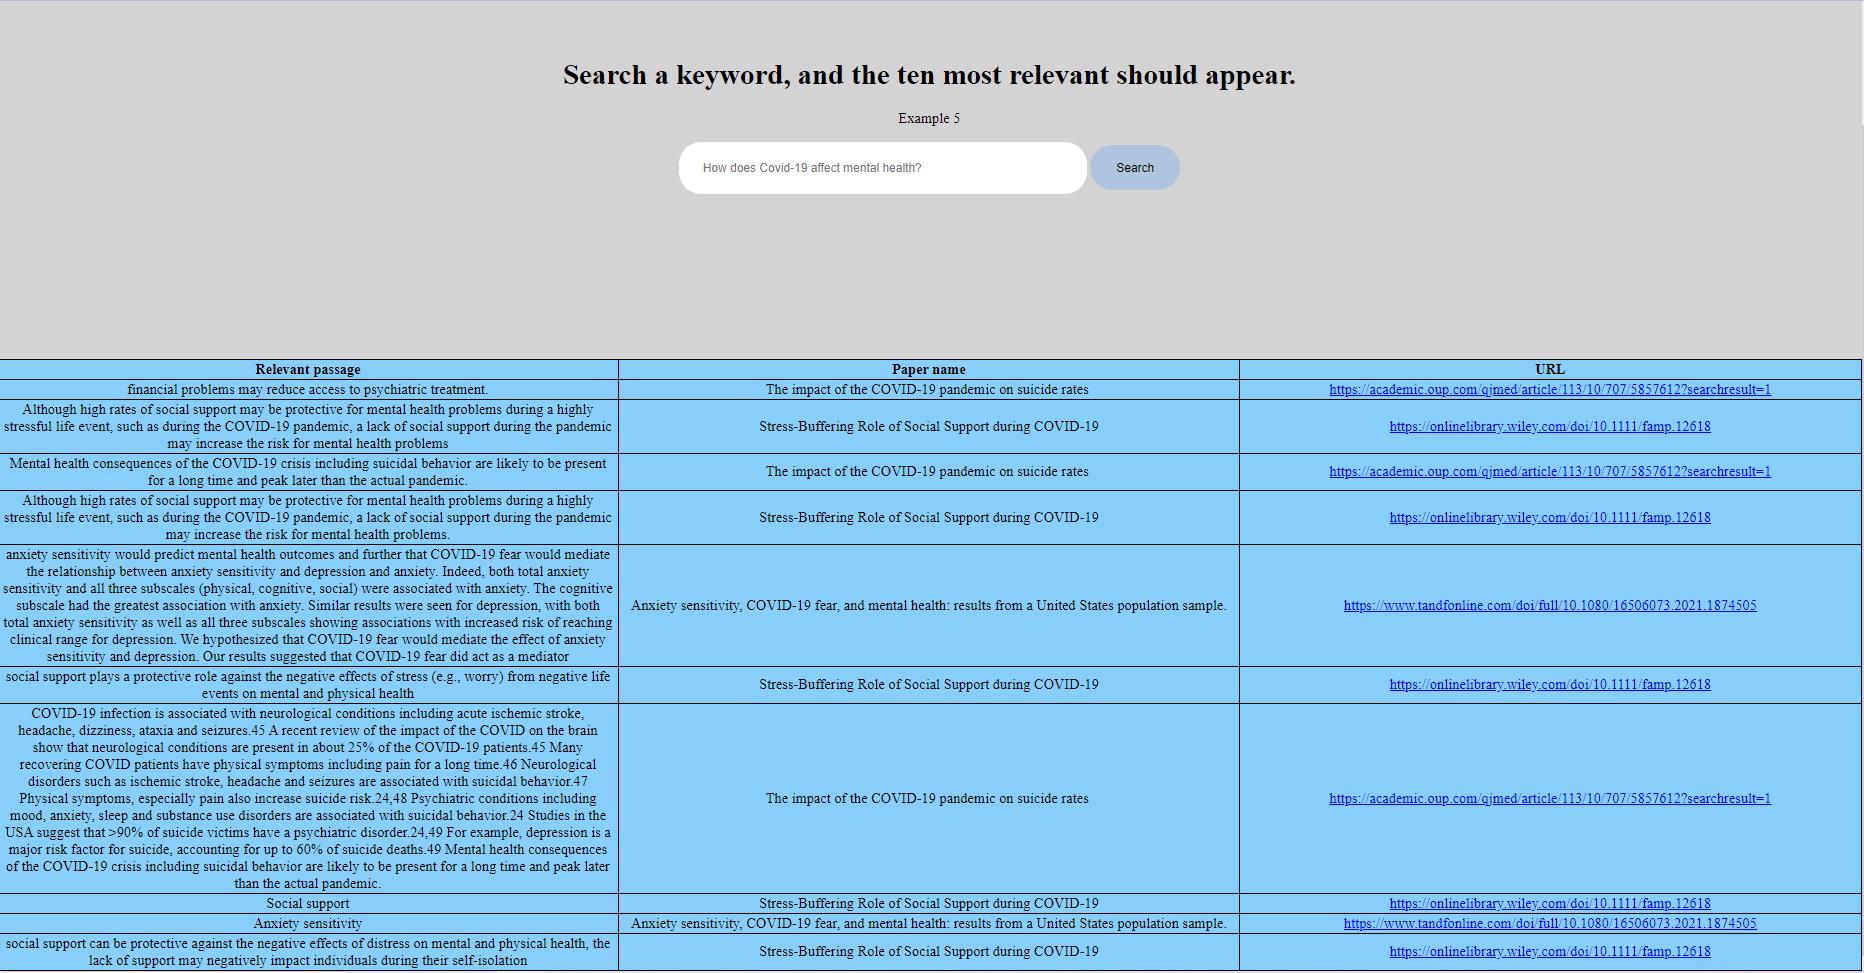 Search a keyword, and the ten most relevant should appear.
Example 5
How does Covid-19 affect mental health?
Search
Relevant passage
Paper name
URL
financial problems may reduce access to psychiatric treatment.
The impact of the COVID-19 pandemic on suicide rates
https://academic.oup.com/qjmed/article/113/10/707/5857612?searchresult=1
Although high rates of social support may be protective for mental health problems during a highly
stressful life event, such as during the COVID-19 pandemic, a lack of social support during the pandemic
may increase the risk for mental health problems
Stress-Buffering Role of Social Support during COVID-19
https://onlinelibrary.wiley.com/doi/10.1111/famp.12618
Mental health consequences of the COVID-19 crisis including suicidal behavior are likely to be present
for a long time and peak later than the actual pandemic.
The impact of the COVID-19 pandemic on suicide rates
https://academic.oup.com/qjmed/article/113/10/707/5857612?searchresult=1
Although high rates of social support may be protective for mental health problems during a highly
stressful life event, such as during the COVID-19 pandemic, a lack of social support during the pandemic
may increase the risk for mental health problems.
Stress-Buffering Role of Social Support during COVID-19
https://onlinelibrary.wiley.com/doi/10.1111/famp.12618
anxiety sensitivity would predict mental health outcomes and further that COVID-19 fear would mediate
the relationship between anxiety sensitivity and depression and anxiety. Indeed, both total anxiety
sensitivity and all three subscales (physical, cognitive, social) were associated with anxiety. The cognitive
subscale had the greatest association with anxiety. Similar results were seen for depression, with both
total anxiety sensitivity as well as all three subscales showing associations with increased risk of reaching
clinical range for depression. We hypothesized that COVID-19 fear would mediate the effect of anxiety
sensitivity and depression. Our results suggested that COVID-19 fear did act as a mediator
Anxiety sensitivity, COVID-19 fear, and mental health: results from a United States population sample.
https://www.tandfonline.com/doi/full/10.1080/16506073.2021.1874505
social support plays a protective role against the negative effects of stress (e.g., worry) from negative life
events on mental and physical health
Stress-Buffering Role of Social Support during COVID-19
https://onlinelibrary.wiley.com/doi/10.1111/famp.12618
COVID-19 infection is associated with neurological conditions including acute ischemic stroke,
headache, dizziness, ataxia and seizures.45 A recent review of the impact of the COVID on the brain
show that neurological conditions are present in about 25% of the COVID-19 patients.45 Many
recovering COVID patients have physical symptoms including pain for a long time.46 Neurological
disorders such as ischemic stroke, headache and seizures are associated with suicidal behavior.47
Physical symptoms, especially pain also increase suicide risk.24,48 Psychiatric conditions including
mood, anxiety, sleep and substance use disorders are associated with suicidal behavior.24 Studies in the
USA suggest that >90% of suicide victims have a psychiatric disorder.24,49 For example, depression is a
major risk factor for suicide, accounting for up to 60% of suicide deaths.49 Mental health consequences
of the COVID-19 crisis including suicidal behavior are likely to be present for a long time and peak later
than the actual pandemic.
The impact of the COVID-19 pandemic on suicide rates
https://academic.oup.com/qjmed/article/113/10/707/5857612?searchresult=1
Social support
Stress-Buffering Role of Social Support during COVID-19
https://onlinelibrary.wiley.com/doi/10.1111/famp.12618
Anxiety sensitivity
Anxiety sensitivity, COVID-19 fear, and mental health: results from a United States population sample.
https://www.tandfonline.com/doi/full/10.1080/16506073.2021.1874505
social support can be protective against the negative effects of distress on mental and physical health, the
lack of support may negatively impact individuals during their self-isolation
Stress-Buffering Role of Social Support during COVID-19
https://onlinelibrary.wiley.com/doi/10.1111/famp.12618